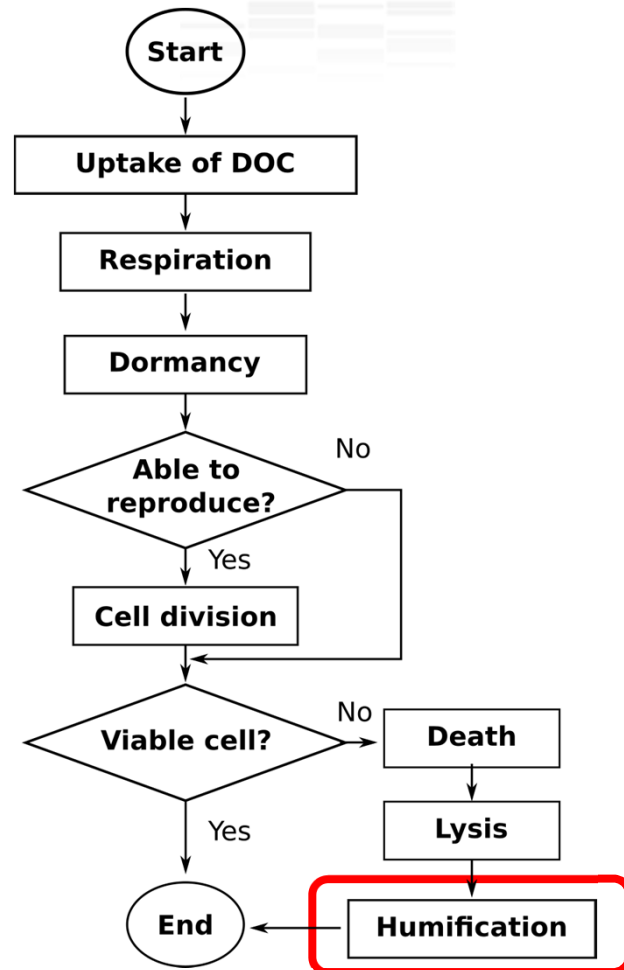 Start
Uptake of DOC
Respiration
Dormancy
Able to
reproduce?
No
Yes
Cell division
Viable cell?
No
Death
Lysis
Yes
Humification
End